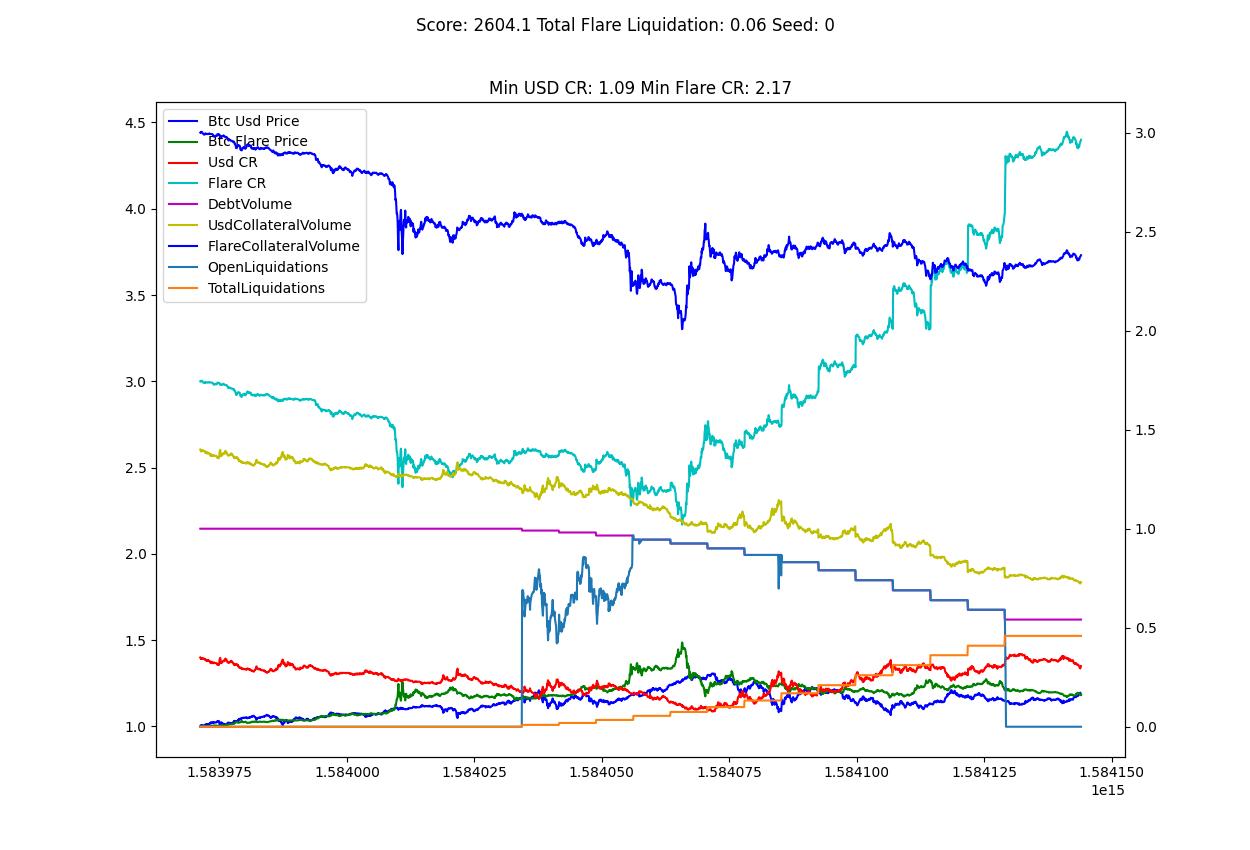 Score: 2604.1 Total Flare Liquidation: 0.06 Seed: 0
Min USD CR: 1.09 Min Flare CR: 2.17
Btc Usd Price
Btc Flare Price
Usd CR
Flare CR
DebtVolume
UsdCollateralVolume
FlareCollateralVolume
OpenLiquidations
TotalLiquidations
4.5
4.0
3.5
3.0
2.5
2.0
1.5
1.0
3.0
2.5
2.0
1.5
1.0
0.5
0.0
1.583975 1.584000 1.584025 1.584050 1.584075 1.584100 1.584125 1.584150
1e15